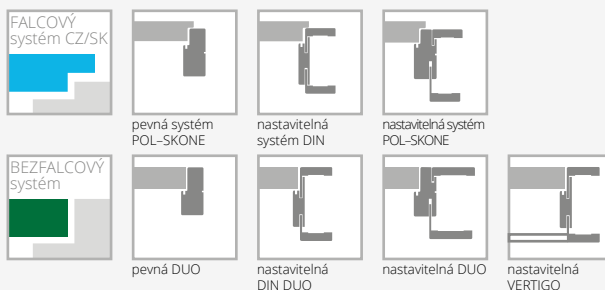 FALCOVÝ
systém CZ/SK
pevná systém
POL–SKONE
nastavitelná
systém DIN
nastavitelná systém
POL–SKONE
BEZFALCOVÝ
systém
pevná DUO
nastavitelná
DIN DUO
nastavitelná DUO
nastavitelná
VERTIGO